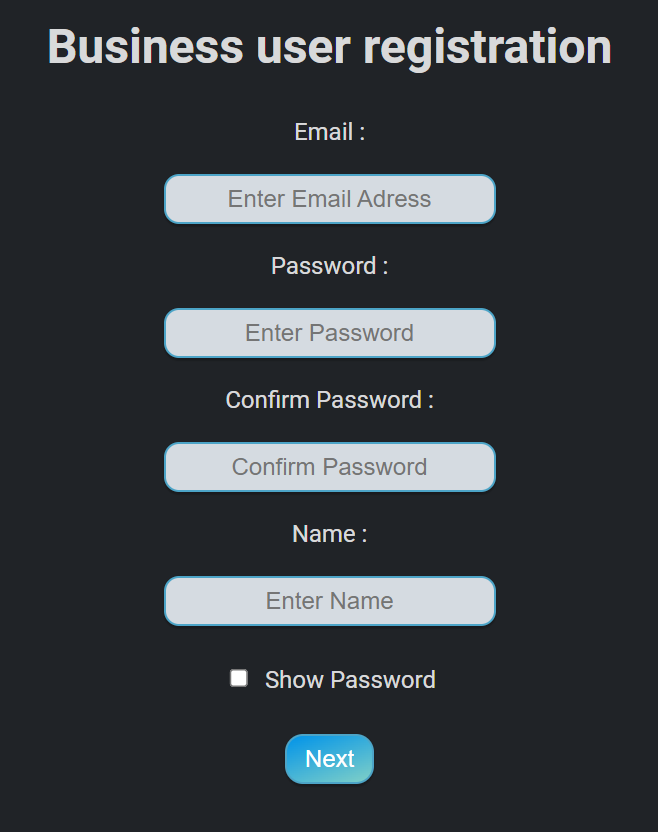 Business user registration
Email :
Enter Email Adress
Password :
Enter Password
Confirm Password :
Confirm Password
Name :
Enter Name
Show Password
Next